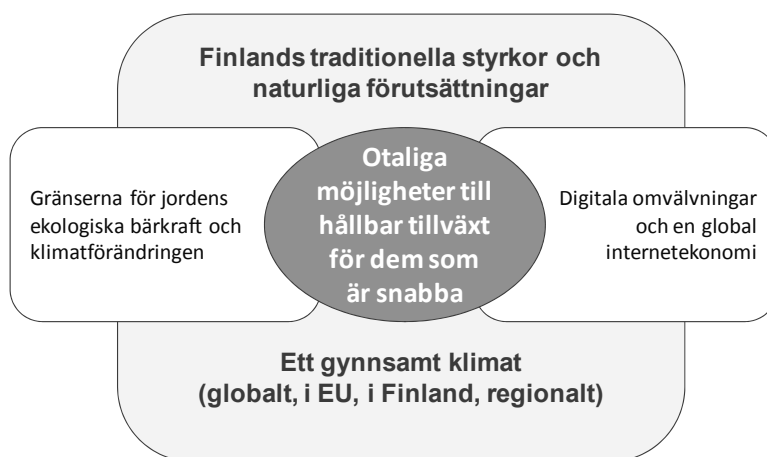 Finlands traditionella styrkor och
naturliga förutsättningar
Gränserna för jordens
ekologiska bärkraft och
klimatförändringen
Otaliga
möjligheter till
hållbar tillväxt
för dem som
är snabba
Digitala omvälvningar
och en global
internetekonomi
Ett gynnsamt klimat
(globalt, i EU, i Finland, regionalt)